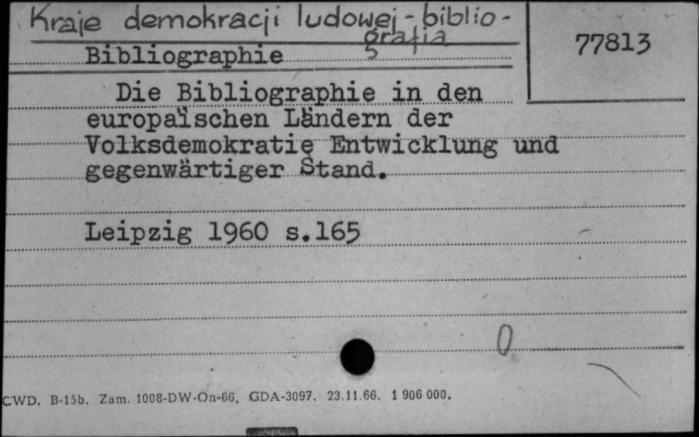 Kraje demokracji ludowej - biblio-
grafia
77813
Bibliographie
Die Bibliographie in den
europäischen Ländern der
Volksdemokratie Entwicklung und
gegenwärtiger Stand.
Leipzig 1960 s.165
0
CWD. B-15b. Zam. 1008-DW-On-66. GDA-3097. 23.11.66. 1 906 000.